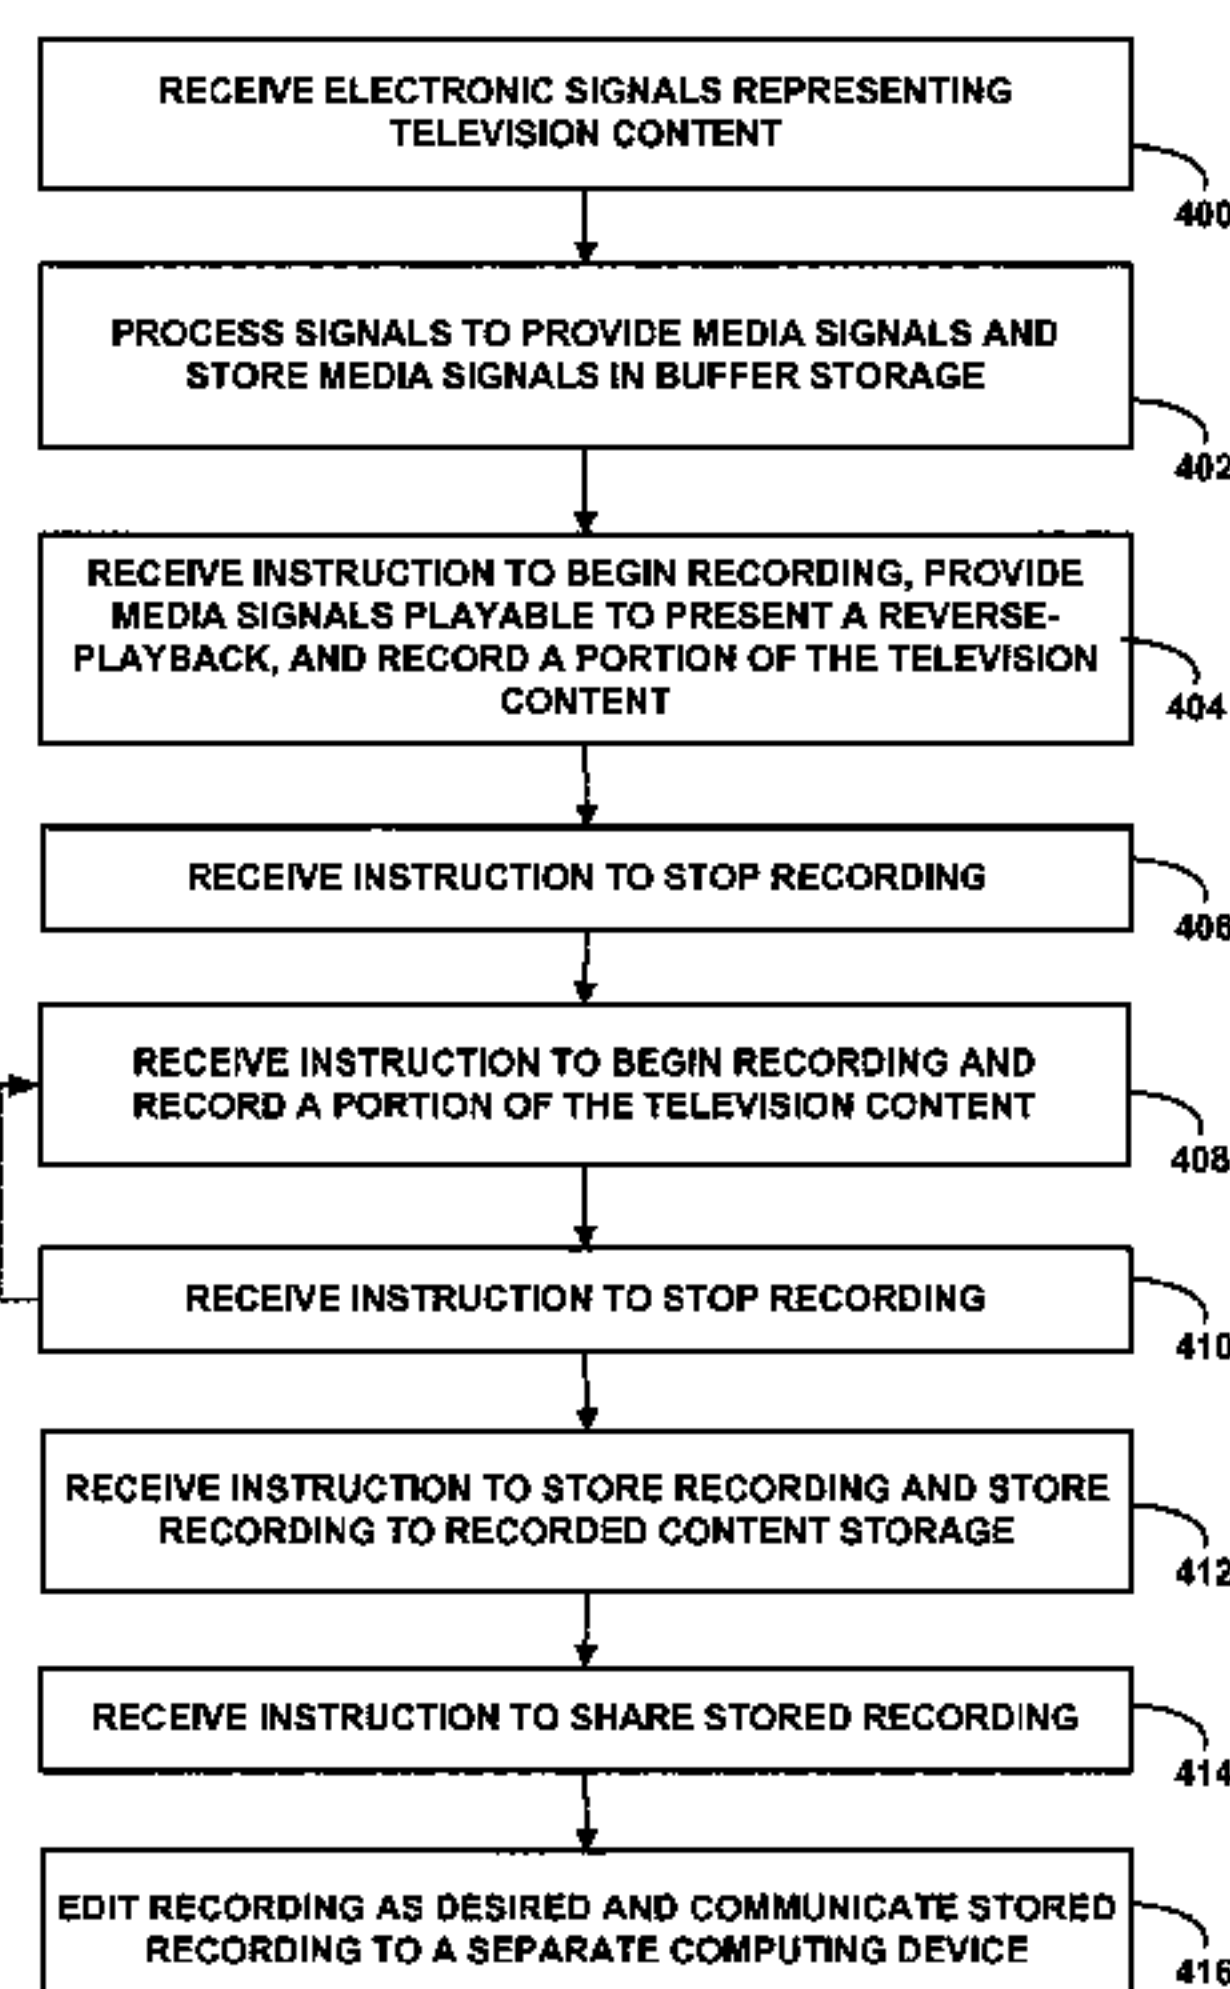 RECEIVE ELECTRONIC SIGNALS REPRESENTING
TELEVISION CONTENT
400
PROCESS SIGNALS TO PROVIDE MEDIA SIGNALS AND
STORE MEDIA SIGNALS IN BUFFER STORAGE
402
RECEIVE INSTRUCTION TO BEGIN RECORDING, PROVIDE
MEDIA SIGNALS PLAYABLE TO PRESENT A REVERSE-
PLAYBACK, AND RECORD A PORTION OF THE TELEVISION
CONTENT
404
RECEIVE INSTRUCTION TO STOP RECORDING
406
RECEIVE INSTRUCTION TO BEGIN RECORDING AND
RECORD A PORTION OF THE TELEVISION CONTENT
408
RECEIVE INSTRUCTION TO STOP RECORDING
410
RECEIVE INSTRUCTION TO STORE RECORDING AND STORE
RECORDING TO RECORDED CONTENT STORAGE
412
RECEIVE INSTRUCTION TO SHARE STORED RECORDING
414
EDIT RECORDING AS DESIRED AND COMMUNICATE STORED
RECORDING TO A SEPARATE COMPUTING DEVICE
416